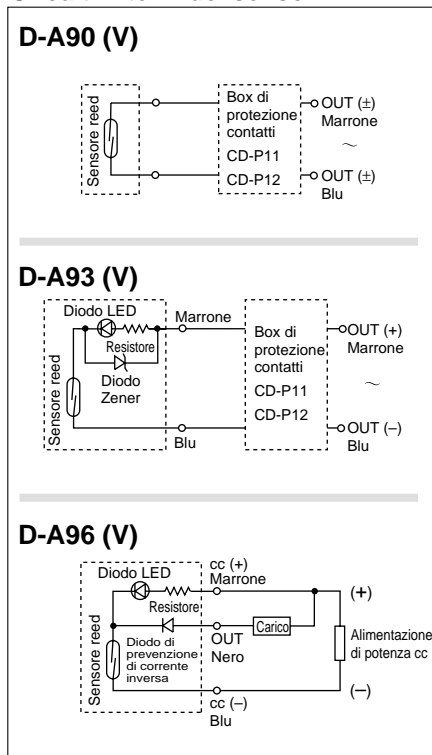 D-A90 (V)
Sensore reed
Box di
protezione
contatti
CD-P11
CD-P12
OUT (±)
Marrone
~
OUT (±)
Blu
D-A93 (V)
Diodo LED
Marrone
Resistore
Diodo
Zener
Sensore reed
Blu
Box di
protezione
contatti
CD-P11
CD-P12
OUT (+)
Marrone
~
OUT (–)
Blu
D-A96 (V)
Diodo LED
cc (+)
Marrone
Resistore
Diodo di
prevenzione
di corrente
inversa
Sensore reed
OUT
Nero
Carico
cc (–)
Blu
(+)
Alimentazione
di potenza cc
(—)